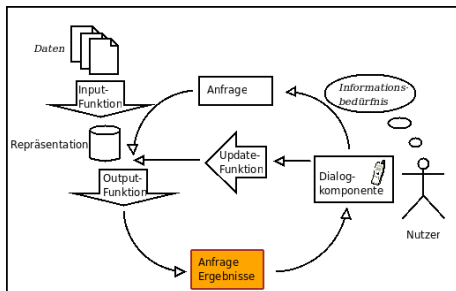 Daten
Input-
Funktion
Anfrage
Informations-
bedürfnis
Repräsentation
Update-
Funktion
Output-
Funktion
Dialog-
komponente
Nutzer
Anfrage
Ergebnisse